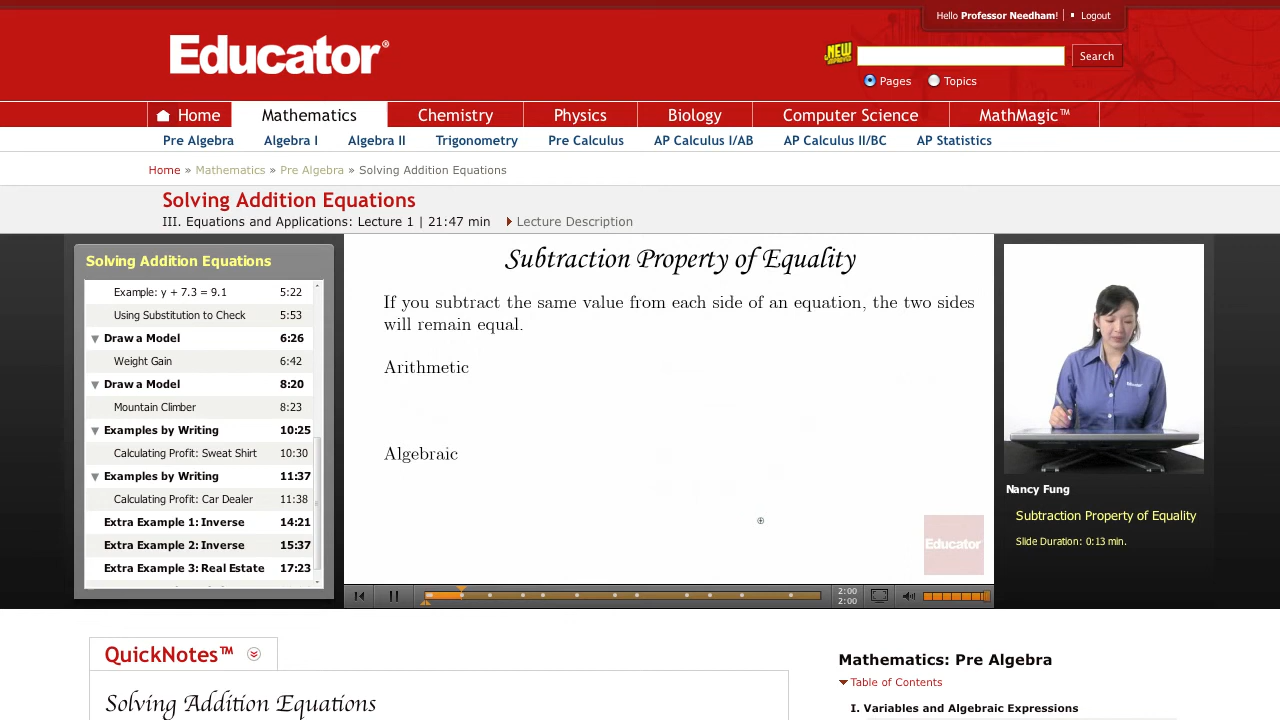 Hello Professor Needham! Logout
Educator®
NEW
Search
Pages Topics
Home Mathematics Chemistry Physics Biology Computer Science MathMagic™
Pre Algebra Algebra I Algebra II Trigonometry Pre Calculus AP Calculus I/AB AP Calculus II/BC AP Statistics
Home » Mathematics » Pre Algebra » Solving Addition Equations
Solving Addition Equations
III. Equations and Applications: Lecture 1 | 21:47 min Lecture Description
Solving Addition Equations
Example: y + 7.3 = 9.1 5:22
Using Substitution to Check 5:53
Draw a Model 6:26
Weight Gain 6:42
Draw a Model 8:20
Mountain Climber 8:23
Examples by Writing 10:25
Calculating Profit: Sweat Shirt 10:30
Examples by Writing 11:37
Calculating Profit: Car Dealer 11:38
Extra Example 1: Inverse 14:21
Extra Example 2: Inverse 15:37
Extra Example 3: Real Estate 17:23
Subtraction Property of Equality
If you subtract the same value from each side of an equation, the two sides
will remain equal.
Arithmetic
Algebraic
Educator
2:00
2:00
Nancy Fung
Subtraction Property of Equality
Slide Duration: 0:13 min.
QuickNotes™
Solving Addition Equations
Mathematics: Pre Algebra
Table of Contents
I. Variables and Algebraic Expressions